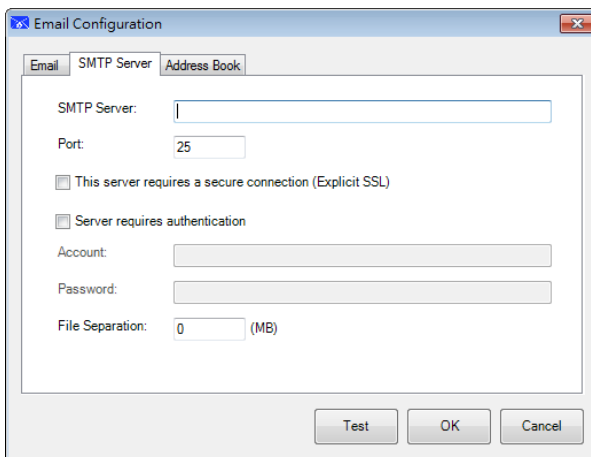 Email Configuration
Email SMTP Server Address Book
SMTP Server:
Port: 25
This server requires a secure connection (Explicit SSL)
Server requires authentication
Account:
Password:
File Separation: 0 (MB)
Test OK Cancel